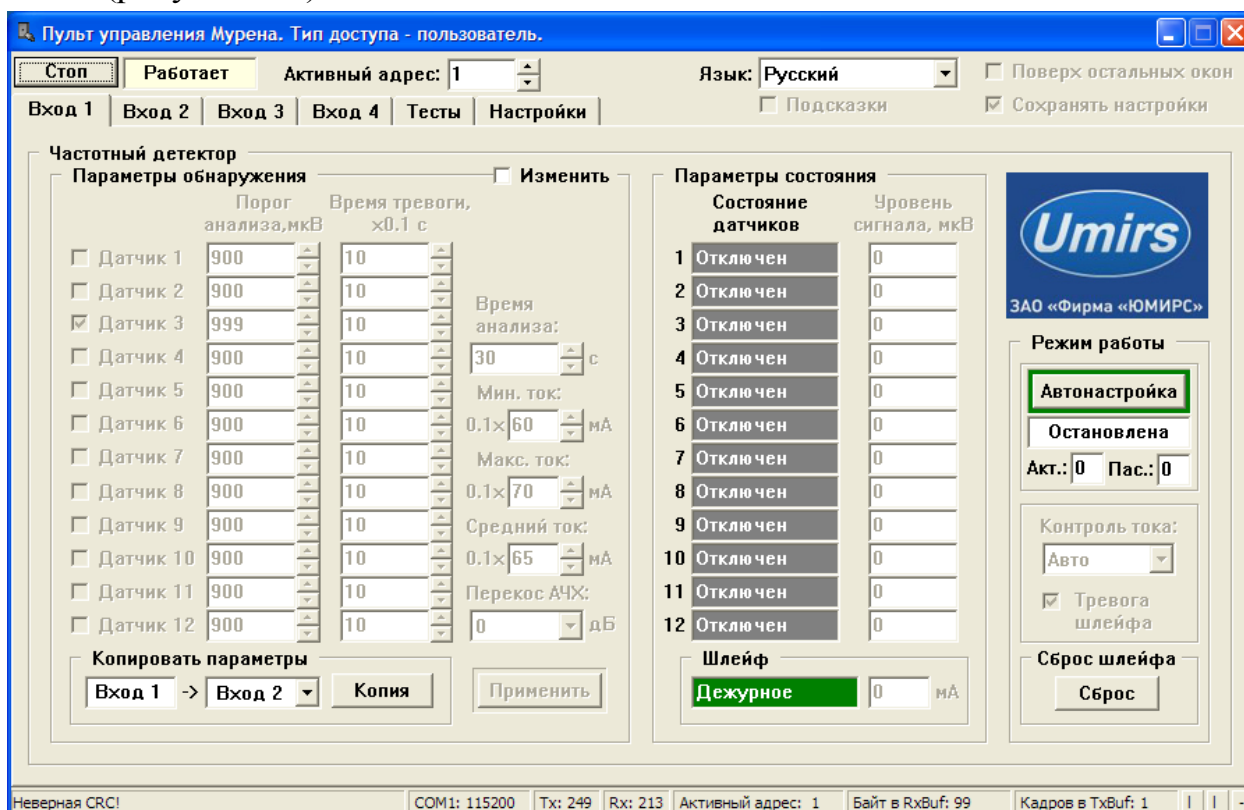 Пульт управления Мурена. Тип доступа - пользователь.
Стоп Работает Активный адрес: 1 Язык: Русский Поверх остальных окон
Подсказки Сохранять настройки
Вход 1 Вход 2 Вход 3 Вход 4 Тесты Настройки
Частотный детектор
Параметры обнаружения Изменить
Порог анализа,мкВ Время тревоги, x0.1 с
Датчик 1 900 10
Датчик 2 900 10
Датчик 3 999 10
Датчик 4 900 10
Датчик 5 900 10
Датчик 6 900 10
Датчик 7 900 10
Датчик 8 900 10
Датчик 9 900 10
Датчик 10 900 10
Датчик 11 900 10
Датчик 12 900 10
Время
анализа:
30 с
Мин. ток:
0.1x 60 мА
Макс. ток:
0.1x 70 мА
Средний ток:
0.1x 65 мА
Перекос АЧХ:
0 дБ
Копировать параметры
Вход 1 -> Вход 2 Копия
Применить
Параметры состояния
Состояние датчиков Уровень сигнала, мкВ
1 Отключен 0
2 Отключен 0
3 Отключен 0
4 Отключен 0
5 Отключен 0
6 Отключен 0
7 Отключен 0
8 Отключен 0
9 Отключен 0
10 Отключен 0
11 Отключен 0
12 Отключен 0
Шлейф
Дежурное 0 мА
Umirs
ЗАО «Фирма «ЮМИРС»
Режим работы
Автонастройка
Остановлена
Акт.: 0 Пас.: 0
Контроль тока:
Авто
Тревога
шлейфа
Сброс шлейфа
Сброс
Неверная CRC! COM1: 115200 Tx: 249 Rx: 213 Активный адрес: 1 Байт в RxBuf: 99 Кадров в TxBuf: 1 | |